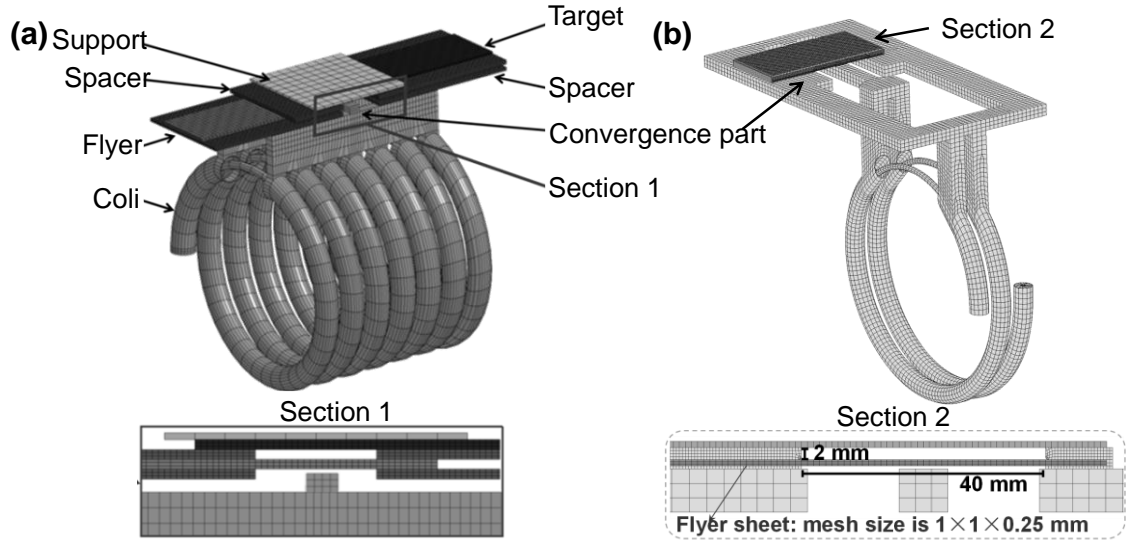 (a)
Support
Spacer
Flyer
Coli
Target
Spacer
Convergence part
Section 1
Section 1
(b)
Section 2
Section 2
2 mm
40 mm
Flyer sheet: mesh size is 1×1×0.25 mm